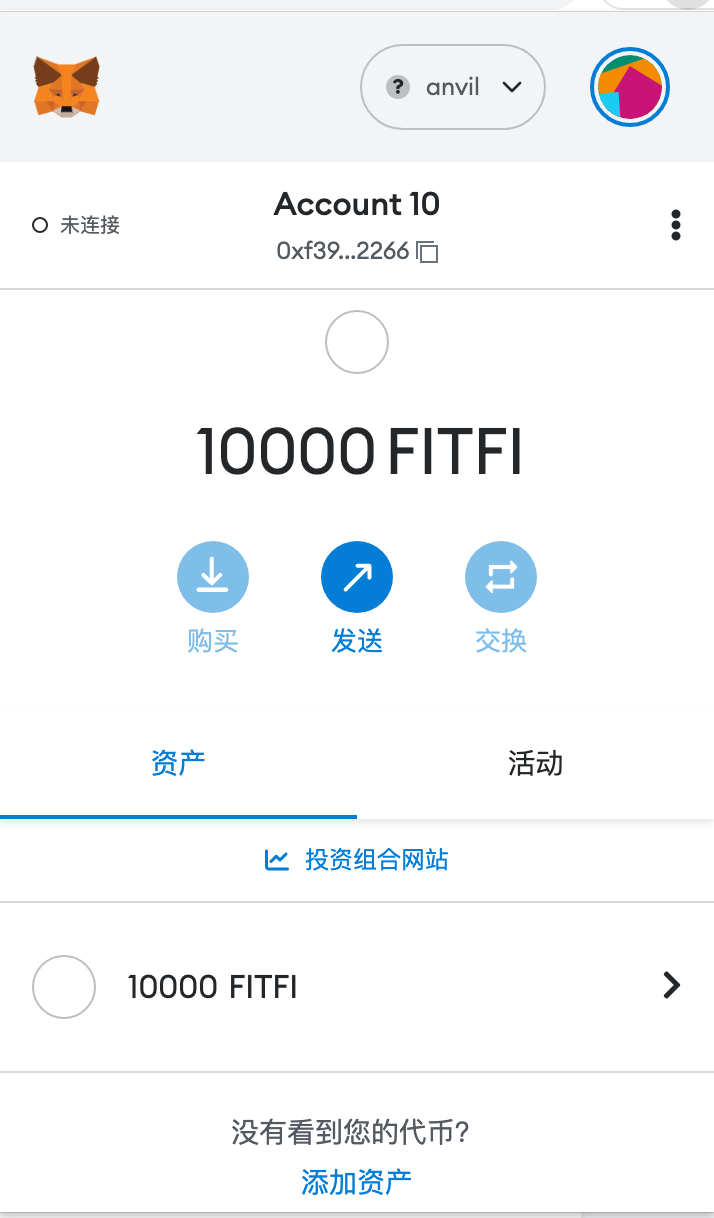 ? anvil
Account 10
未连接
0xf39...2266
10000 FITFI
购买 发送 交换
资产 活动
投资组合网站
10000 FITFI
没有看到您的代币?
添加资产